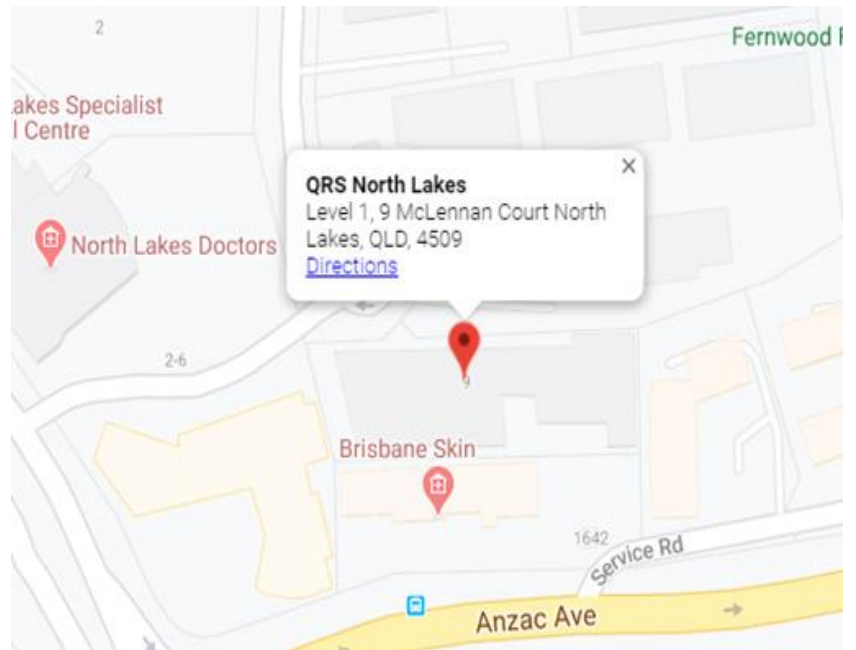 2
Fernwood
akes Specialist
l Centre
QRS North Lakes
Level 1, 9 McLennan Court North
Lakes, QLD, 4509
Directions
North Lakes Doctors
2-6
9
Brisbane Skin
1642
Service Rd
Anzac Ave